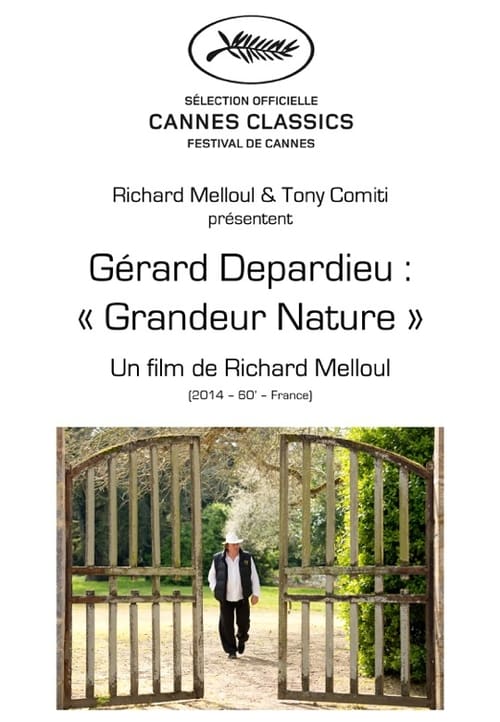 SÉLECTION OFFICIELLE
CANNES CLASSICS
FESTIVAL DE CANNES
Richard Melloul & Tony Comiti
présentent
Gérard Depardieu :
« Grandeur Nature »
Un film de Richard Melloul
(2014 – 60' – France)